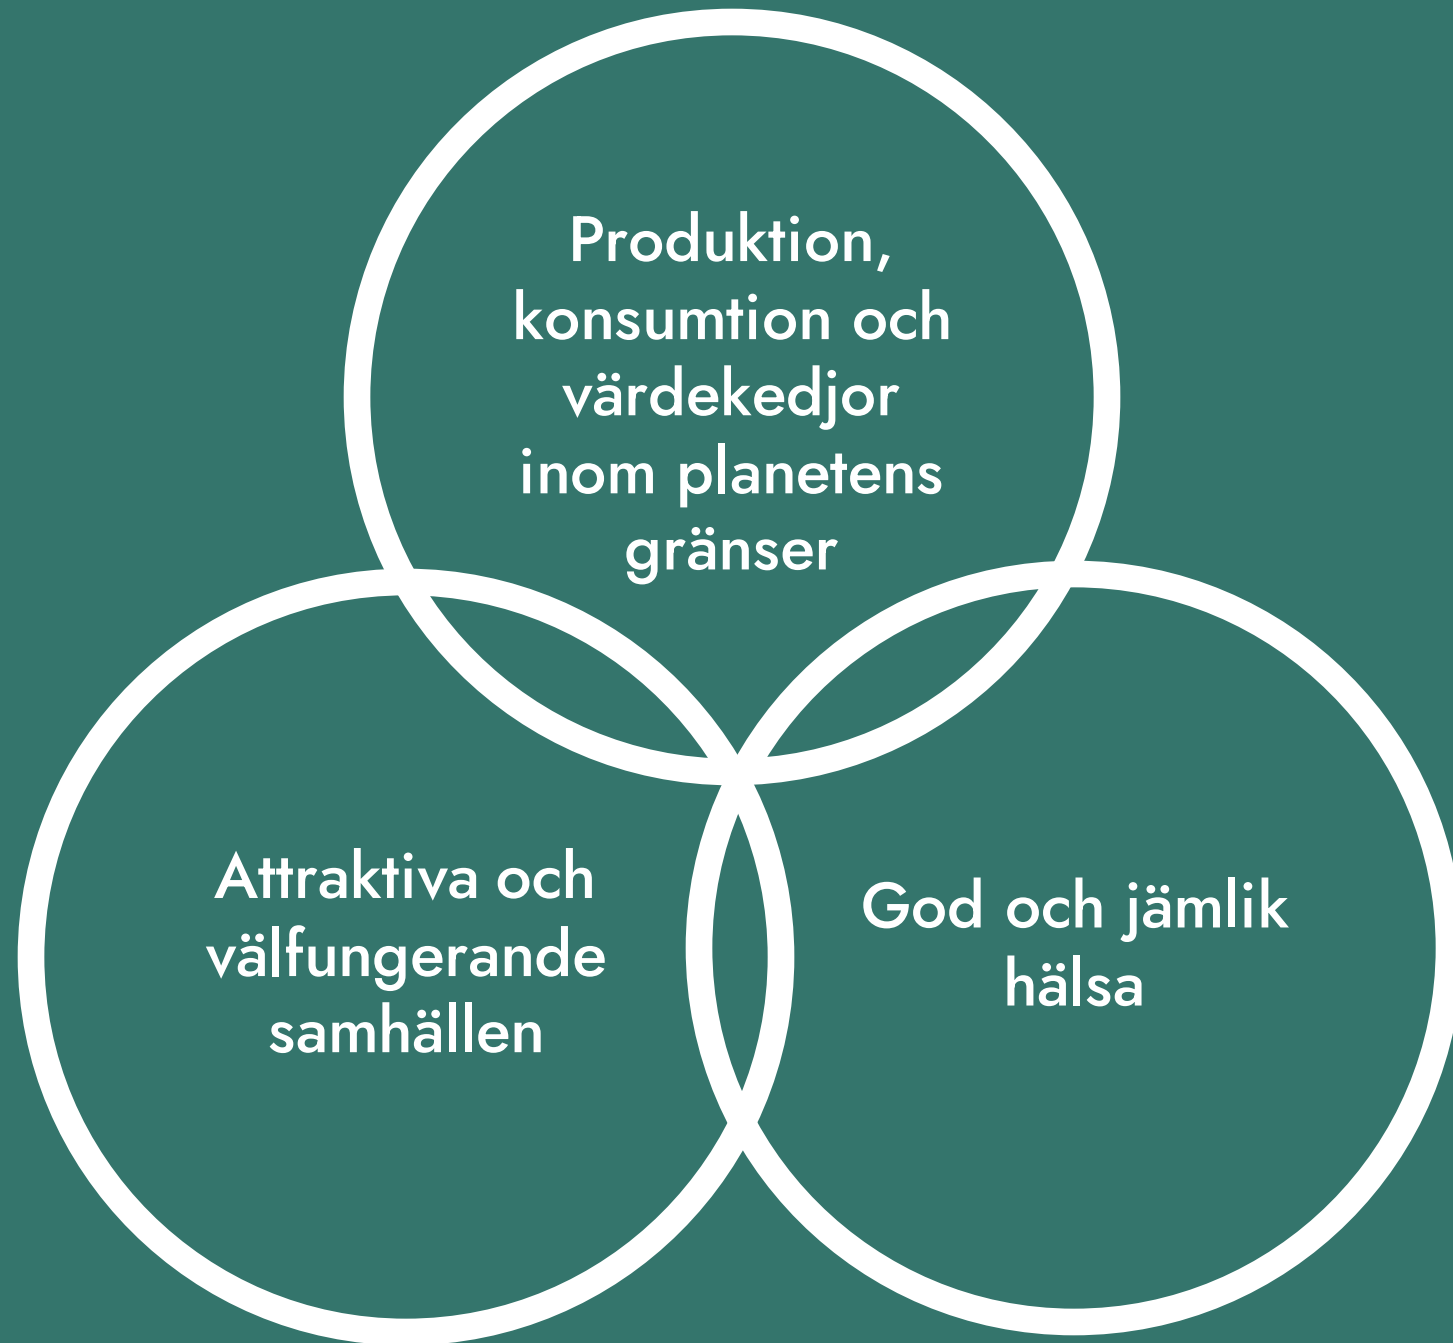 Produktion,
konsumtion och
värdekedjor
inom planetens
gränser
Attraktiva och
välfungerande
samhällen
God och jämlik
hälsa